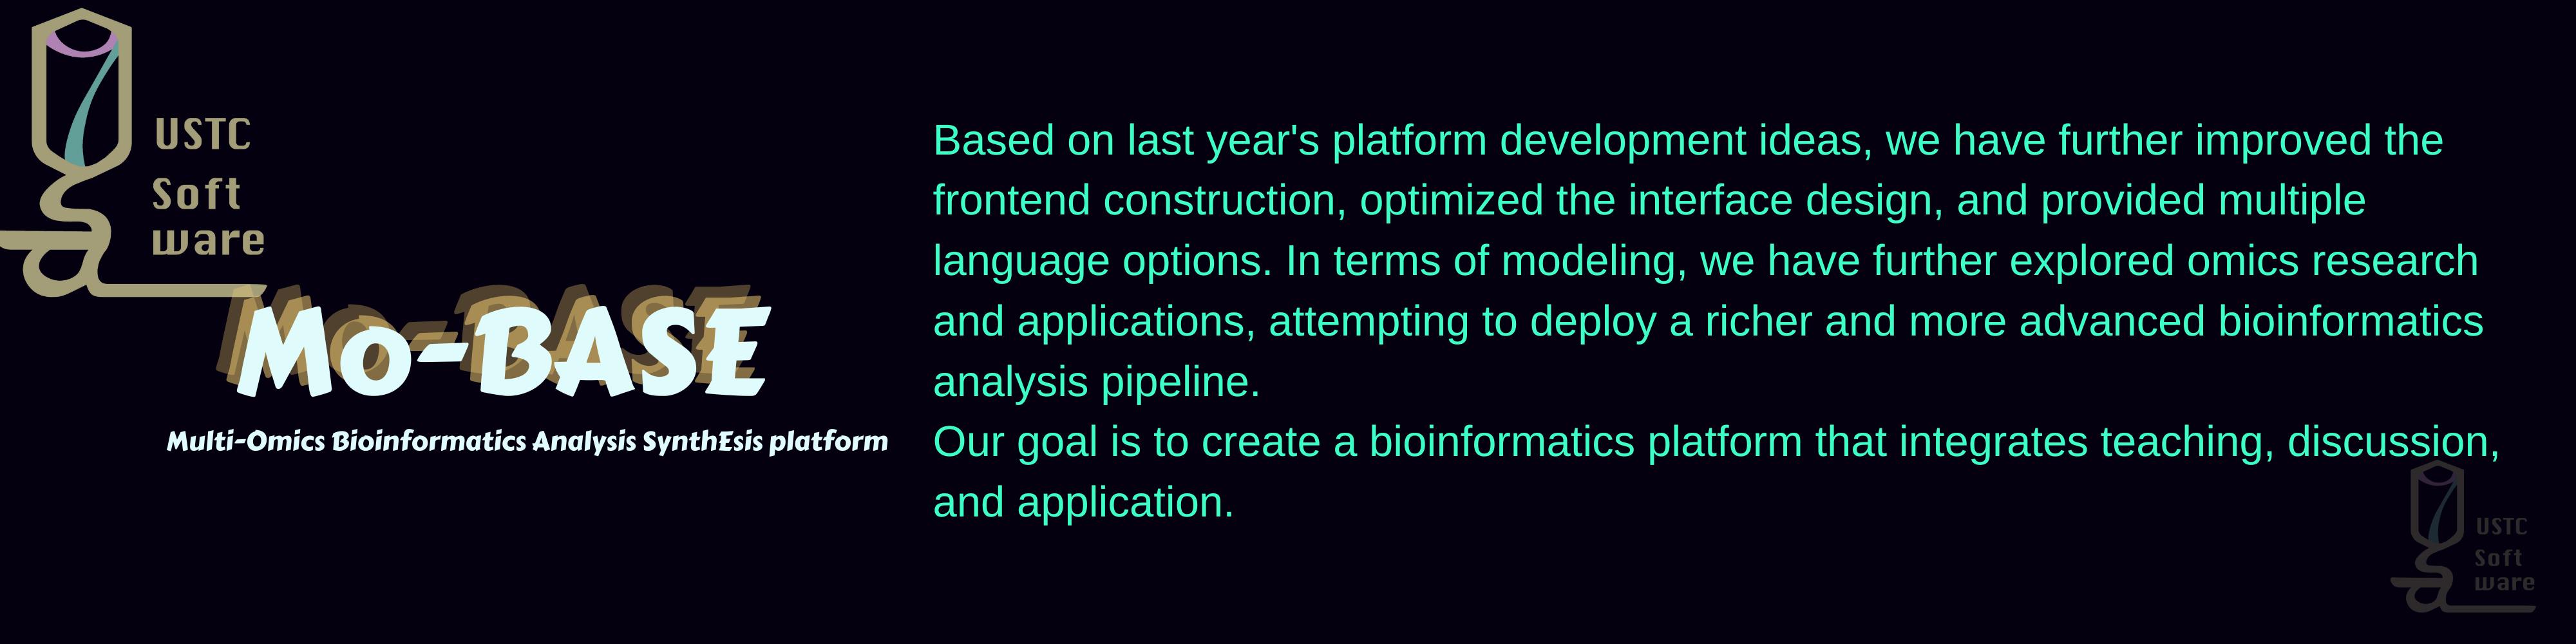 USTC
Soft
ware
Mo-BASE
Multi-Omics Bioinformatics Analysis SynthEsis platform
Based on last year's platform development ideas, we have further improved the
frontend construction, optimized the interface design, and provided multiple
language options. In terms of modeling, we have further explored omics research
and applications, attempting to deploy a richer and more advanced bioinformatics
analysis pipeline.
Our goal is to create a bioinformatics platform that integrates teaching, discussion,
and application.
USTC
Soft
ware